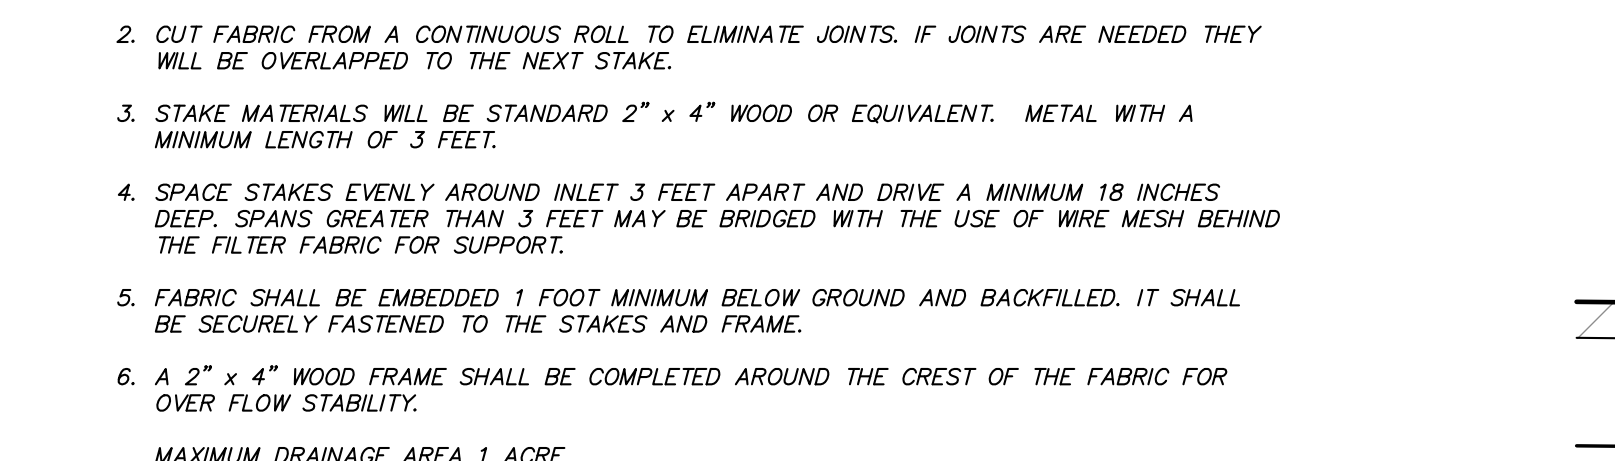 2. CUT FABRIC FROM A CONTINUOUS ROLL TO ELIMINATE JOINTS. IF JOINTS ARE NEEDED THEY
WILL BE OVERLAPPED TO THE NEXT STAKE.
3. STAKE MATERIALS WILL BE STANDARD 2" x 4" WOOD OR EQUIVALENT.  METAL WITH A
MINIMUM LENGTH OF 3 FEET.
4. SPACE STAKES EVENLY AROUND INLET 3 FEET APART AND DRIVE A MINIMUM 18 INCHES
DEEP. SPANS GREATER THAN 3 FEET MAY BE BRIDGED WITH THE USE OF WIRE MESH BEHIND
THE FILTER FABRIC FOR SUPPORT.
5. FABRIC SHALL BE EMBEDDED 1 FOOT MINIMUM BELOW GROUND AND BACKFILLED. IT SHALL
BE SECURELY FASTENED TO THE STAKES AND FRAME.
6. A 2" x 4" WOOD FRAME SHALL BE COMPLETED AROUND THE CREST OF THE FABRIC FOR
OVER FLOW STABILITY.
MAXIMUM DRAINAGE AREA 1 ACRE